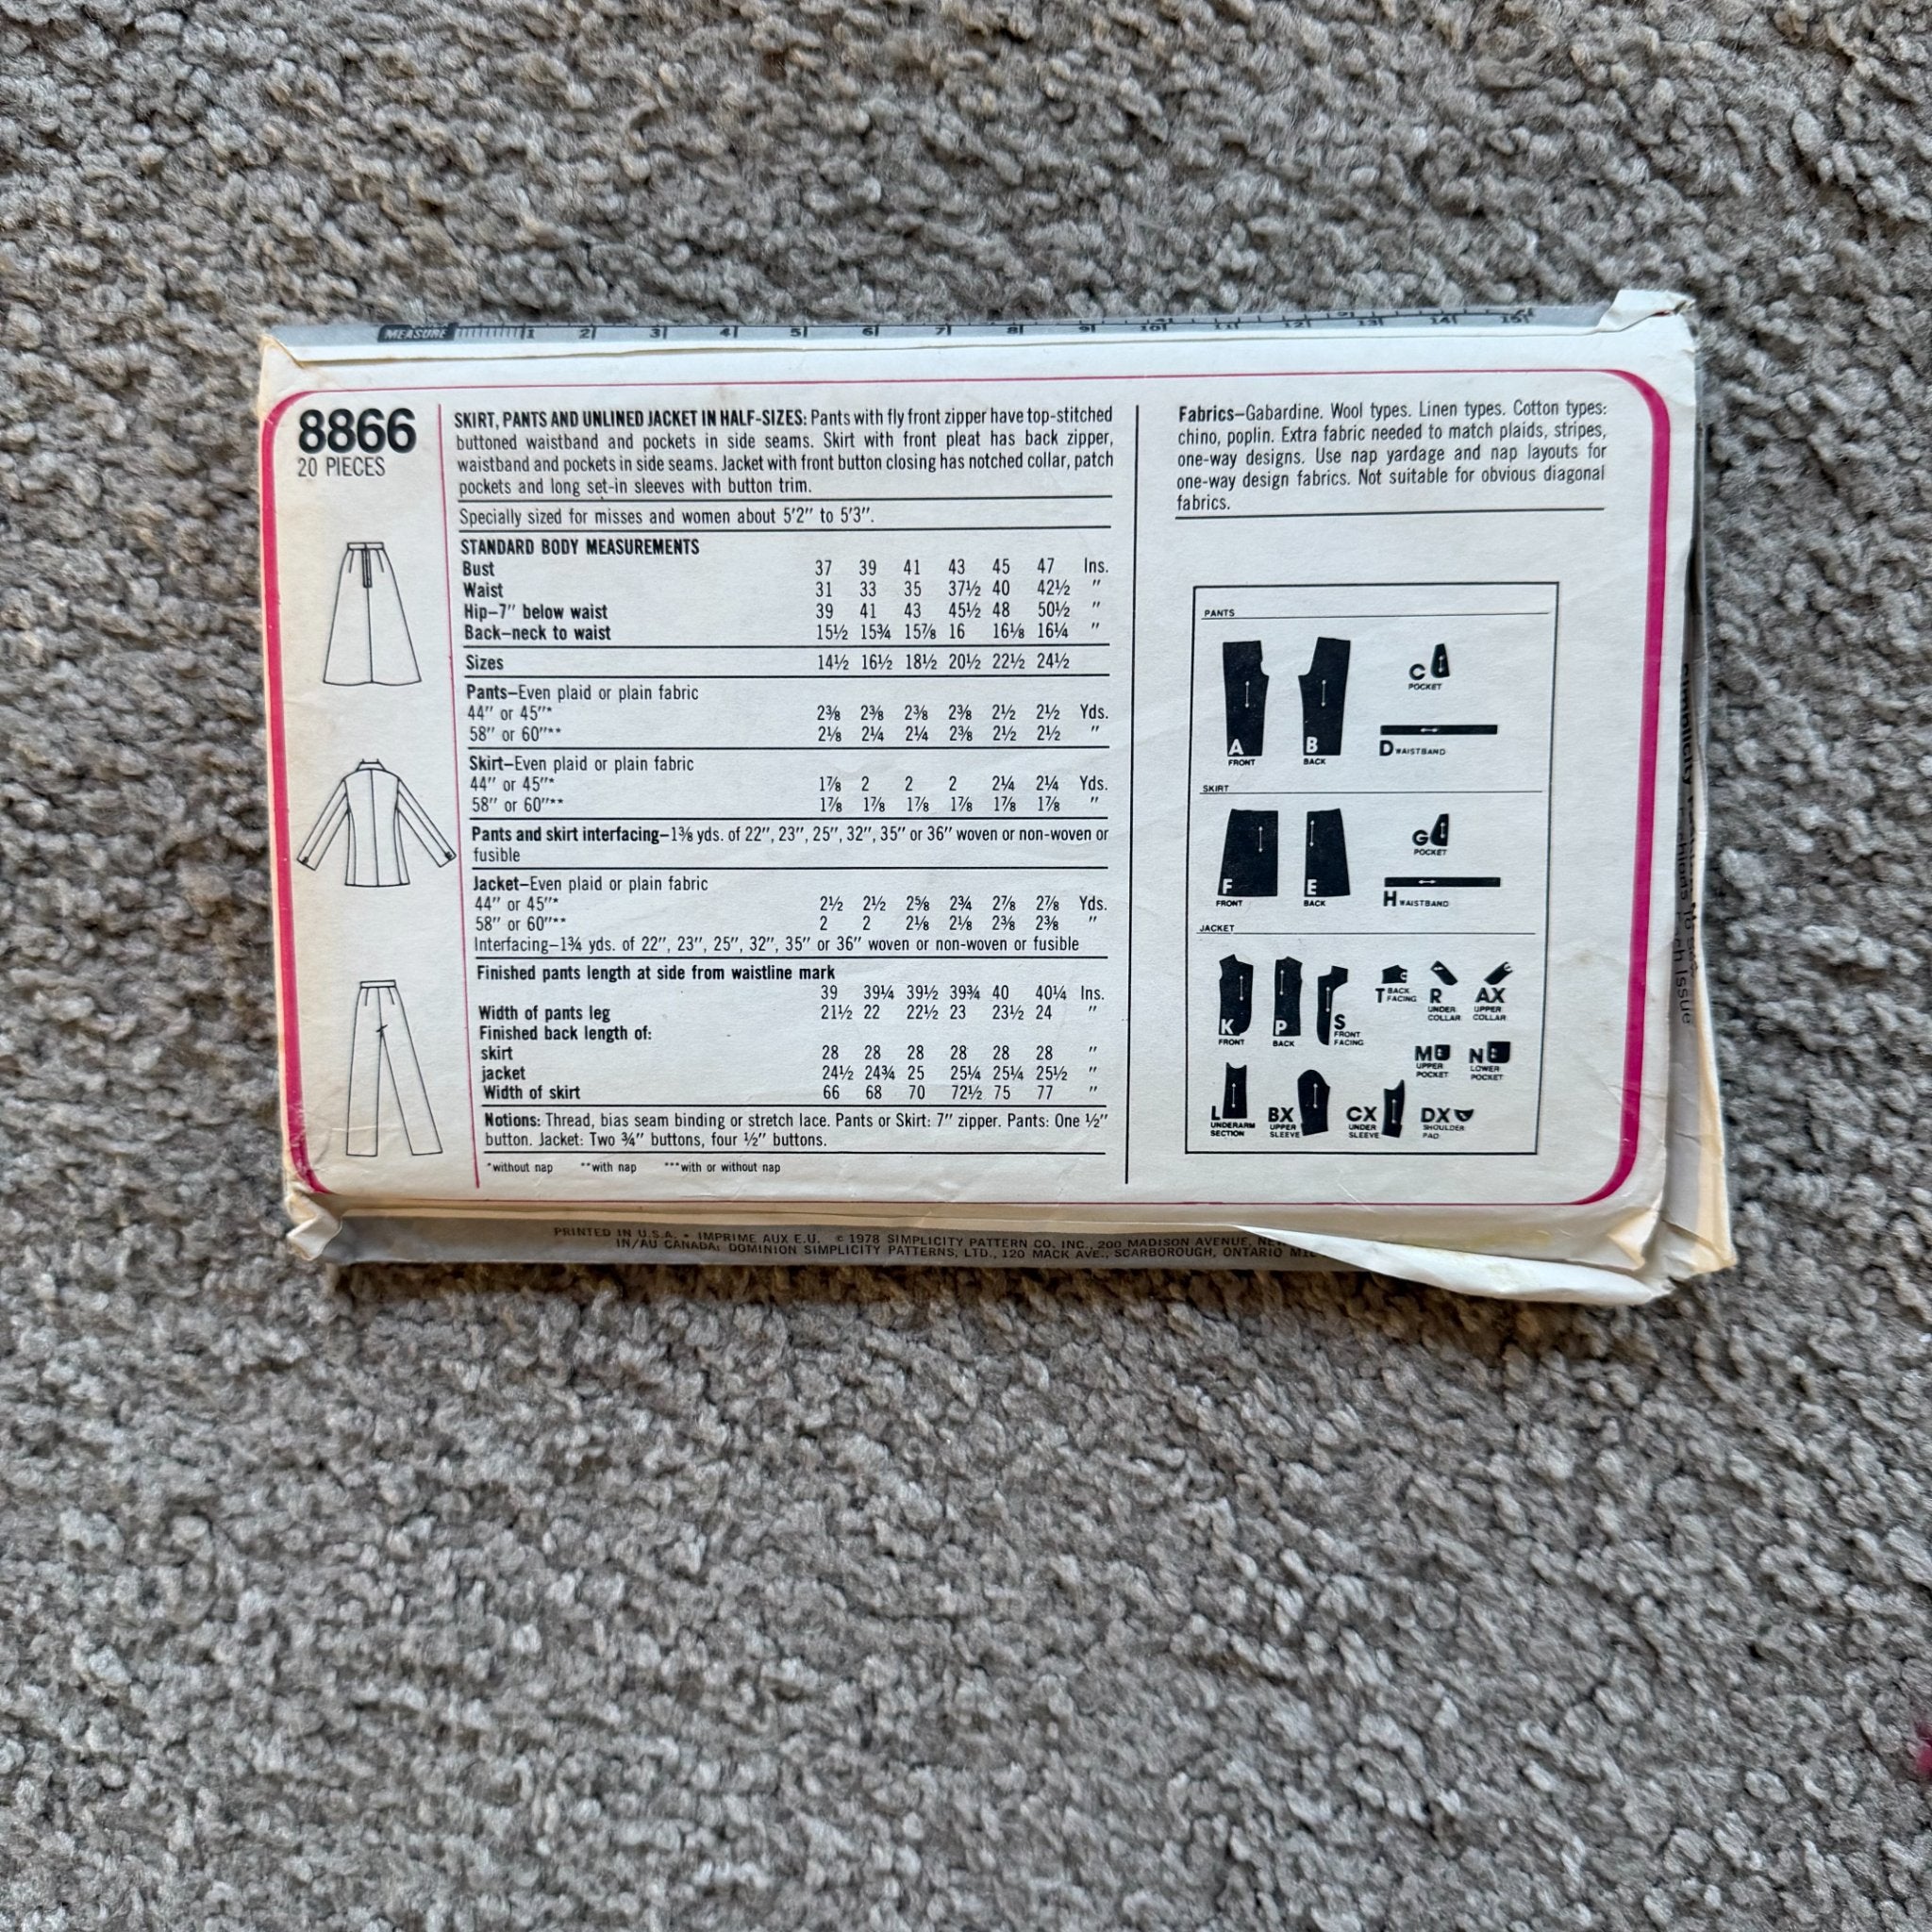 MEASURE 1 2 3 4 5 6 7 8 9 10 11 12 13 14 15
8866
20 PIECES
SKIRT, PANTS AND UNLINED JACKET IN HALF-SIZES: Pants with fly front zipper have top-stitched
buttoned waistband and pockets in side seams. Skirt with front pleat has back zipper,
waistband and pockets in side seams. Jacket with front button closing has notched collar, patch
pockets and long set-in sleeves with button trim.
Specially sized for misses and women about 5'2" to 5'3".
STANDARD BODY MEASUREMENTS
Bust 37 39 41 43 45 47 Ins.
Waist 31 33 35 37½ 40 42½ "
Hip–7" below waist 39 41 43 45½ 48 50½ "
Back–neck to waist 15½ 15¾ 15⅞ 16 16⅛ 16¼ "
Sizes 14½ 16½ 18½ 20½ 22½ 24½
Pants–Even plaid or plain fabric
44" or 45"* 2⅜ 2⅜ 2⅜ 2⅜ 2½ 2½ Yds.
58" or 60"** 2⅛ 2¼ 2¼ 2⅜ 2½ 2½ "
Skirt–Even plaid or plain fabric
44" or 45"* 1⅞ 2 2 2 2¼ 2¼ Yds.
58" or 60"** 1⅞ 1⅞ 1⅞ 1⅞ 1⅞ 1⅞ "
Pants and skirt interfacing–1⅜ yds. of 22", 23", 25", 32", 35" or 36" woven or non-woven or
fusible
Jacket–Even plaid or plain fabric
44" or 45"* 2½ 2½ 2⅝ 2¾ 2⅞ 2⅞ Yds.
58" or 60"** 2 2 2⅛ 2⅛ 2⅜ 2⅜ "
Interfacing–1¾ yds. of 22", 23", 25", 32", 35" or 36" woven or non-woven or fusible
Finished pants length at side from waistline mark
39 39¼ 39½ 39¾ 40 40¼ Ins.
Width of pants leg 21½ 22 22½ 23 23½ 24 "
Finished back length of:
skirt 28 28 28 28 28 28 "
jacket 24½ 24¾ 25 25¼ 25¼ 25½ "
Width of skirt 66 68 70 72½ 75 77 "
Notions: Thread, bias seam binding or stretch lace. Pants or Skirt: 7" zipper. Pants: One ½"
button. Jacket: Two ¾" buttons, four ½" buttons.
*without nap **with nap ***with or without nap
Fabrics–Gabardine. Wool types. Linen types. Cotton types:
chino, poplin. Extra fabric needed to match plaids, stripes,
one-way designs. Use nap yardage and nap layouts for
one-way design fabrics. Not suitable for obvious diagonal
fabrics.
PANTS
A FRONT
B BACK
C POCKET
D WAISTBAND
SKIRT
F FRONT
E BACK
G POCKET
H WAISTBAND
JACKET
K FRONT
P BACK
S FRONT FACING
T BACK FACING
R UNDER COLLAR
AX UPPER COLLAR
M UPPER POCKET
N LOWER POCKET
L UNDERARM SECTION
BX UPPER SLEEVE
CX UNDER SLEEVE
DX SHOULDER PAD
PRINTED IN U.S.A. • IMPRIME AUX E.U. © 1978 SIMPLICITY PATTERN CO. INC., 200 MADISON AVENUE,
IN/AU CANADA: DOMINION SIMPLICITY PATTERNS, LTD., 120 MACK AVE., SCARBOROUGH, ONTARIO